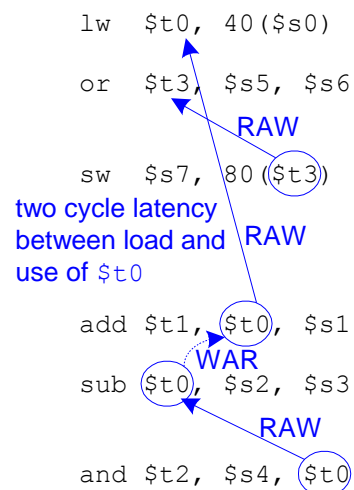 lw $t0, 40($s0)
or $t3, $s5, $s6
RAW
sw $s7, 80($t3)
two cycle latency
between load and RAW
use of $t0
add $t1, $t0, $s1
WAR
sub $t0, $s2, $s3
RAW
and $t2, $s4, $t0